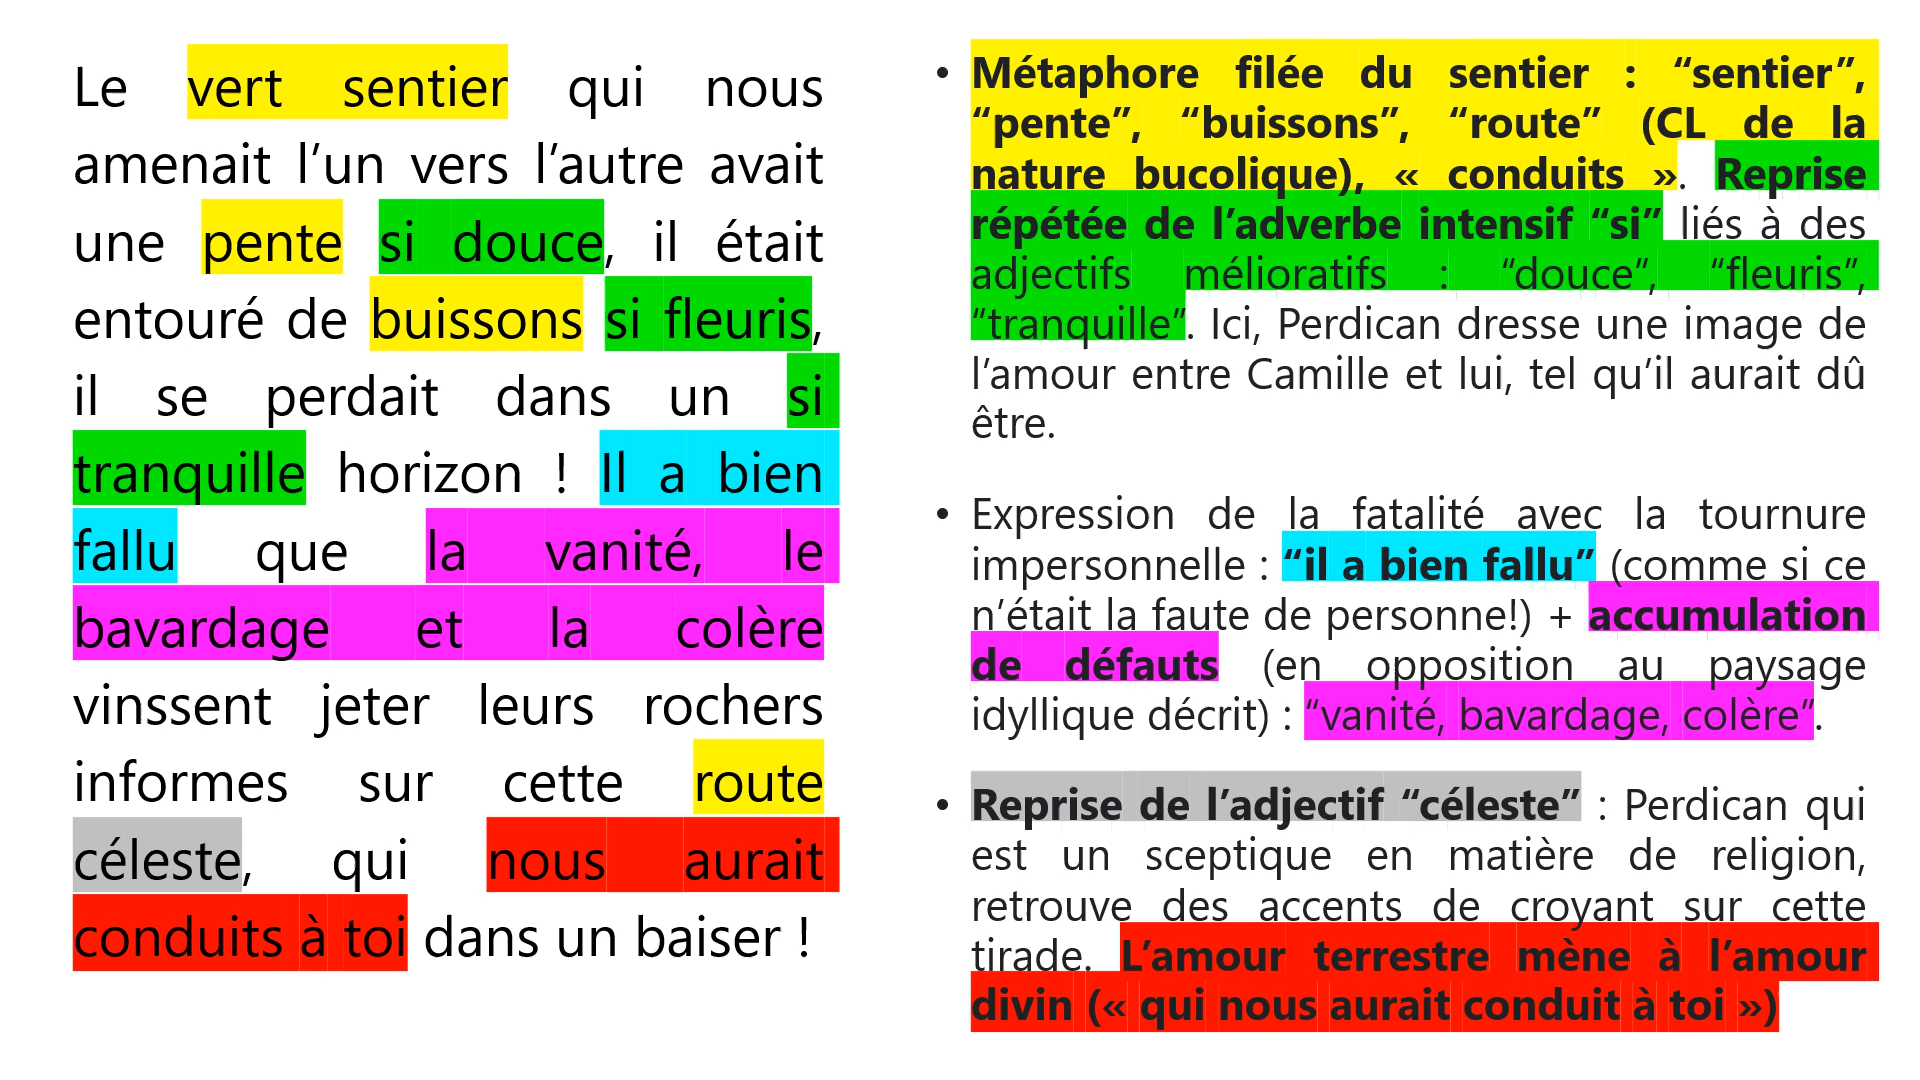 Le vert sentier qui nous
amenait l’un vers l’autre avait
une pente si douce, il était
entouré de buissons si fleuris,
il se perdait dans un si
tranquille horizon ! Il a bien
fallu que la vanité, le
bavardage et la colère
vinssent jeter leurs rochers
informes sur cette route
céleste, qui nous aurait
conduits à toi dans un baiser !
• Métaphore filée du sentier : “sentier”,
“pente”, “buissons”, “route” (CL de la
nature bucolique), « conduits ». Reprise
répétée de l’adverbe intensif “si” liés à des
adjectifs mélioratifs : “douce”, “fleuris”,
“tranquille”. Ici, Perdican dresse une image de
l’amour entre Camille et lui, tel qu’il aurait dû
être.
• Expression de la fatalité avec la tournure
impersonnelle : “il a bien fallu” (comme si ce
n’était la faute de personne!) + accumulation
de défauts (en opposition au paysage
idyllique décrit) : “vanité, bavardage, colère”.
• Reprise de l’adjectif “céleste” : Perdican qui
est un sceptique en matière de religion,
retrouve des accents de croyant sur cette
tirade. L’amour terrestre mène à l’amour
divin (« qui nous aurait conduit à toi »)